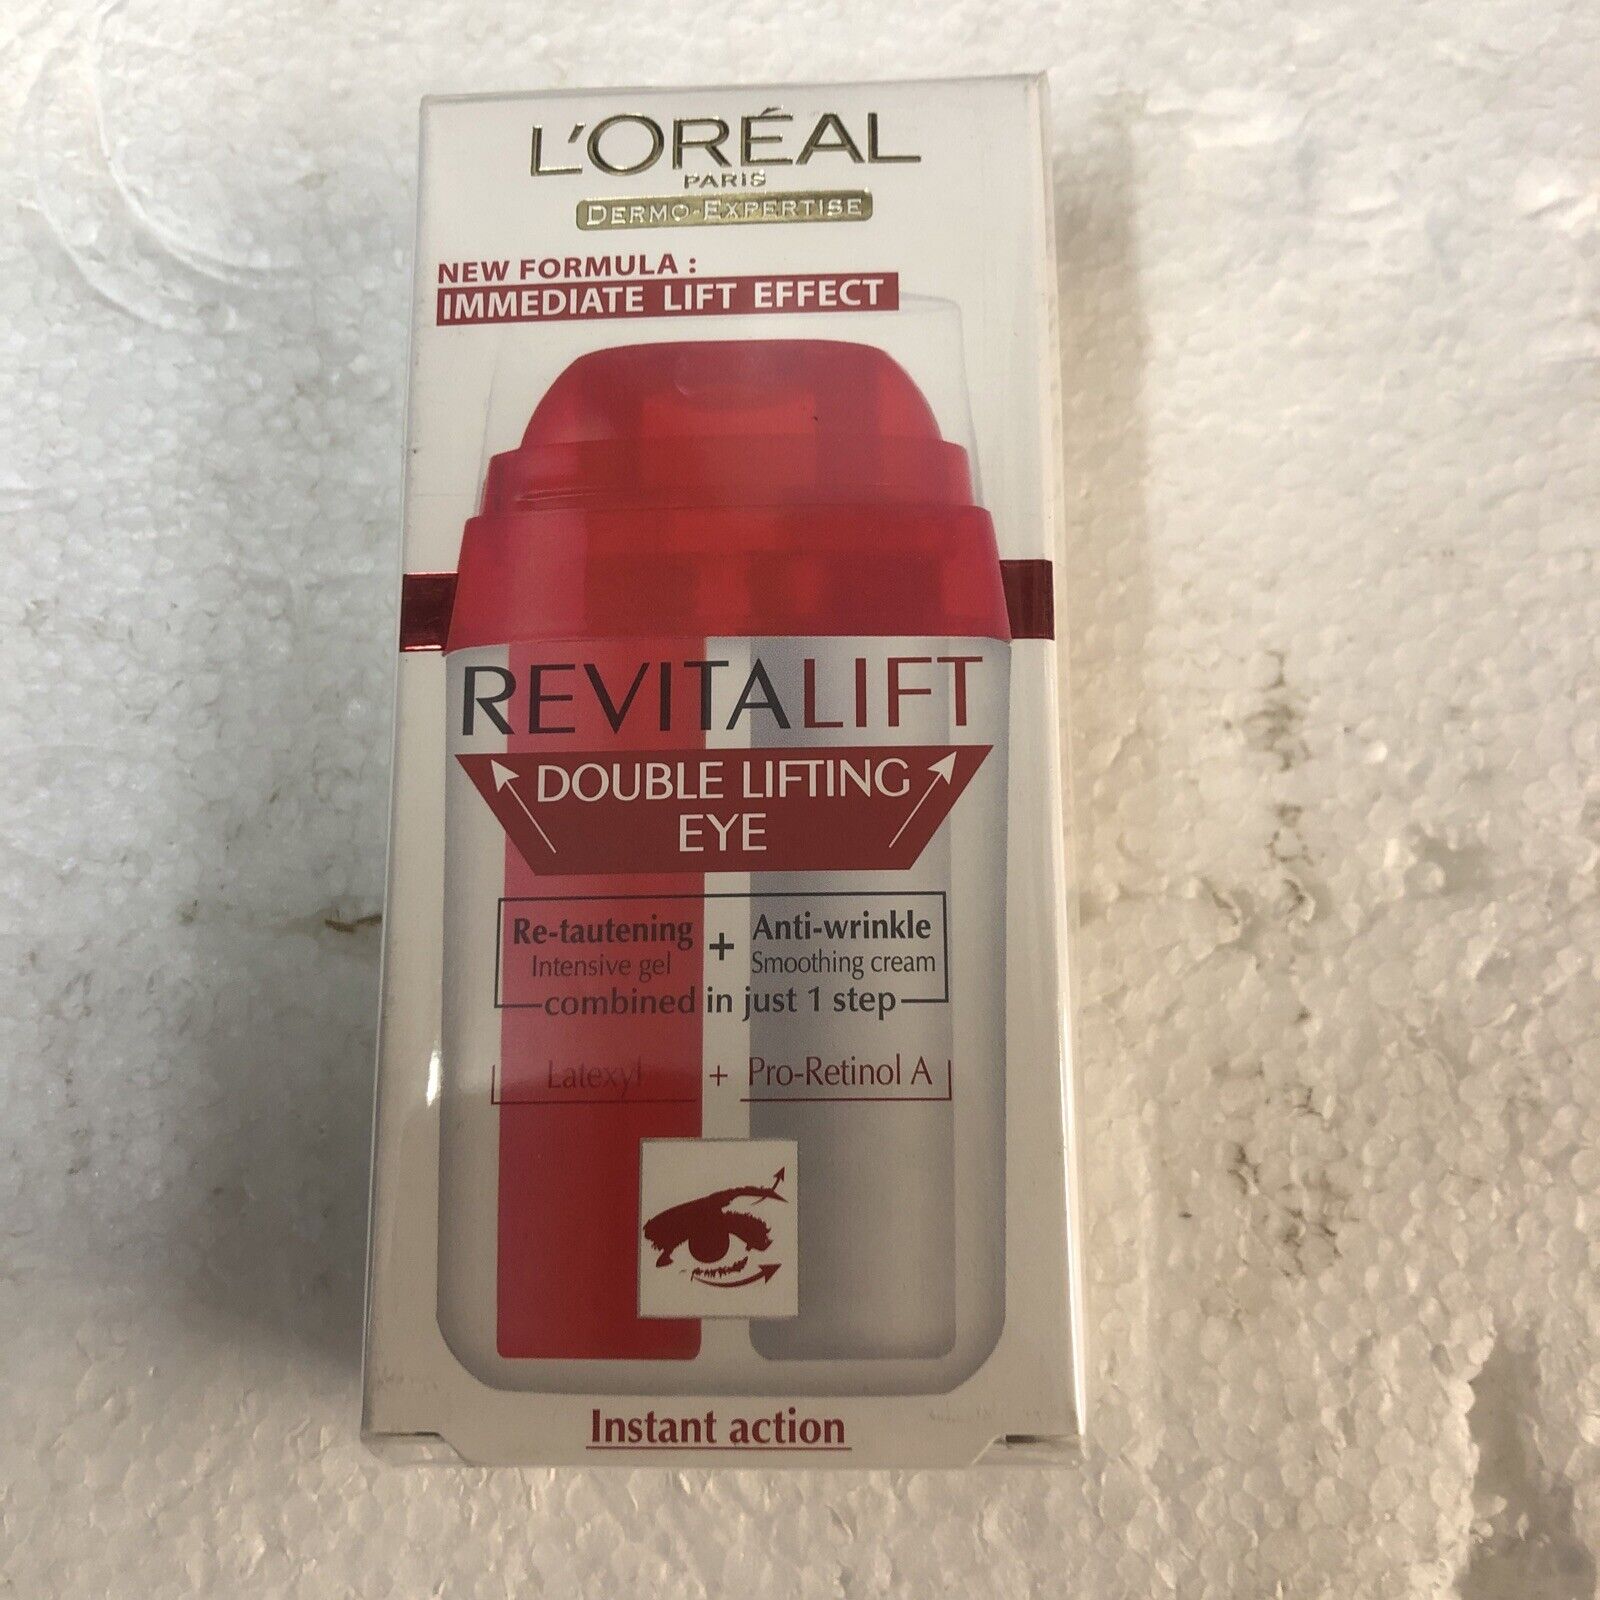 L'ORÉAL
PARIS
DERMO-EXPERTISE
NEW FORMULA :
IMMEDIATE LIFT EFFECT
REVITALIFT
DOUBLE LIFTING
EYE
Re-tautening + Anti-wrinkle
Intensive gel Smoothing cream
combined in just 1 step
Latexyl + Pro-Retinol A
Instant action